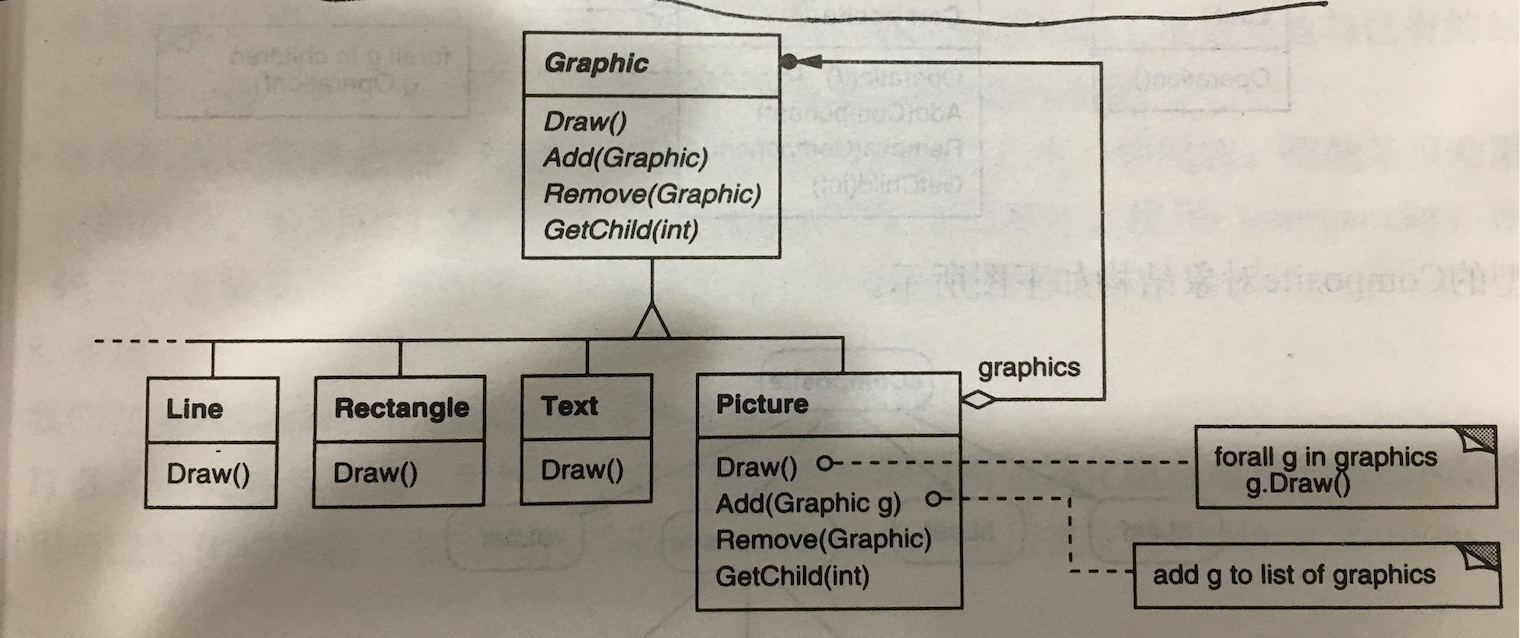 Graphic
Draw()
Add(Graphic)
Remove(Graphic)
GetChild(int)
graphics
Line
Draw()
Rectangle
Draw()
Text
Draw()
Picture
Draw()
Add(Graphic g)
Remove(Graphic)
GetChild(int)
forall g in graphics
g.Draw()
add g to list of graphics